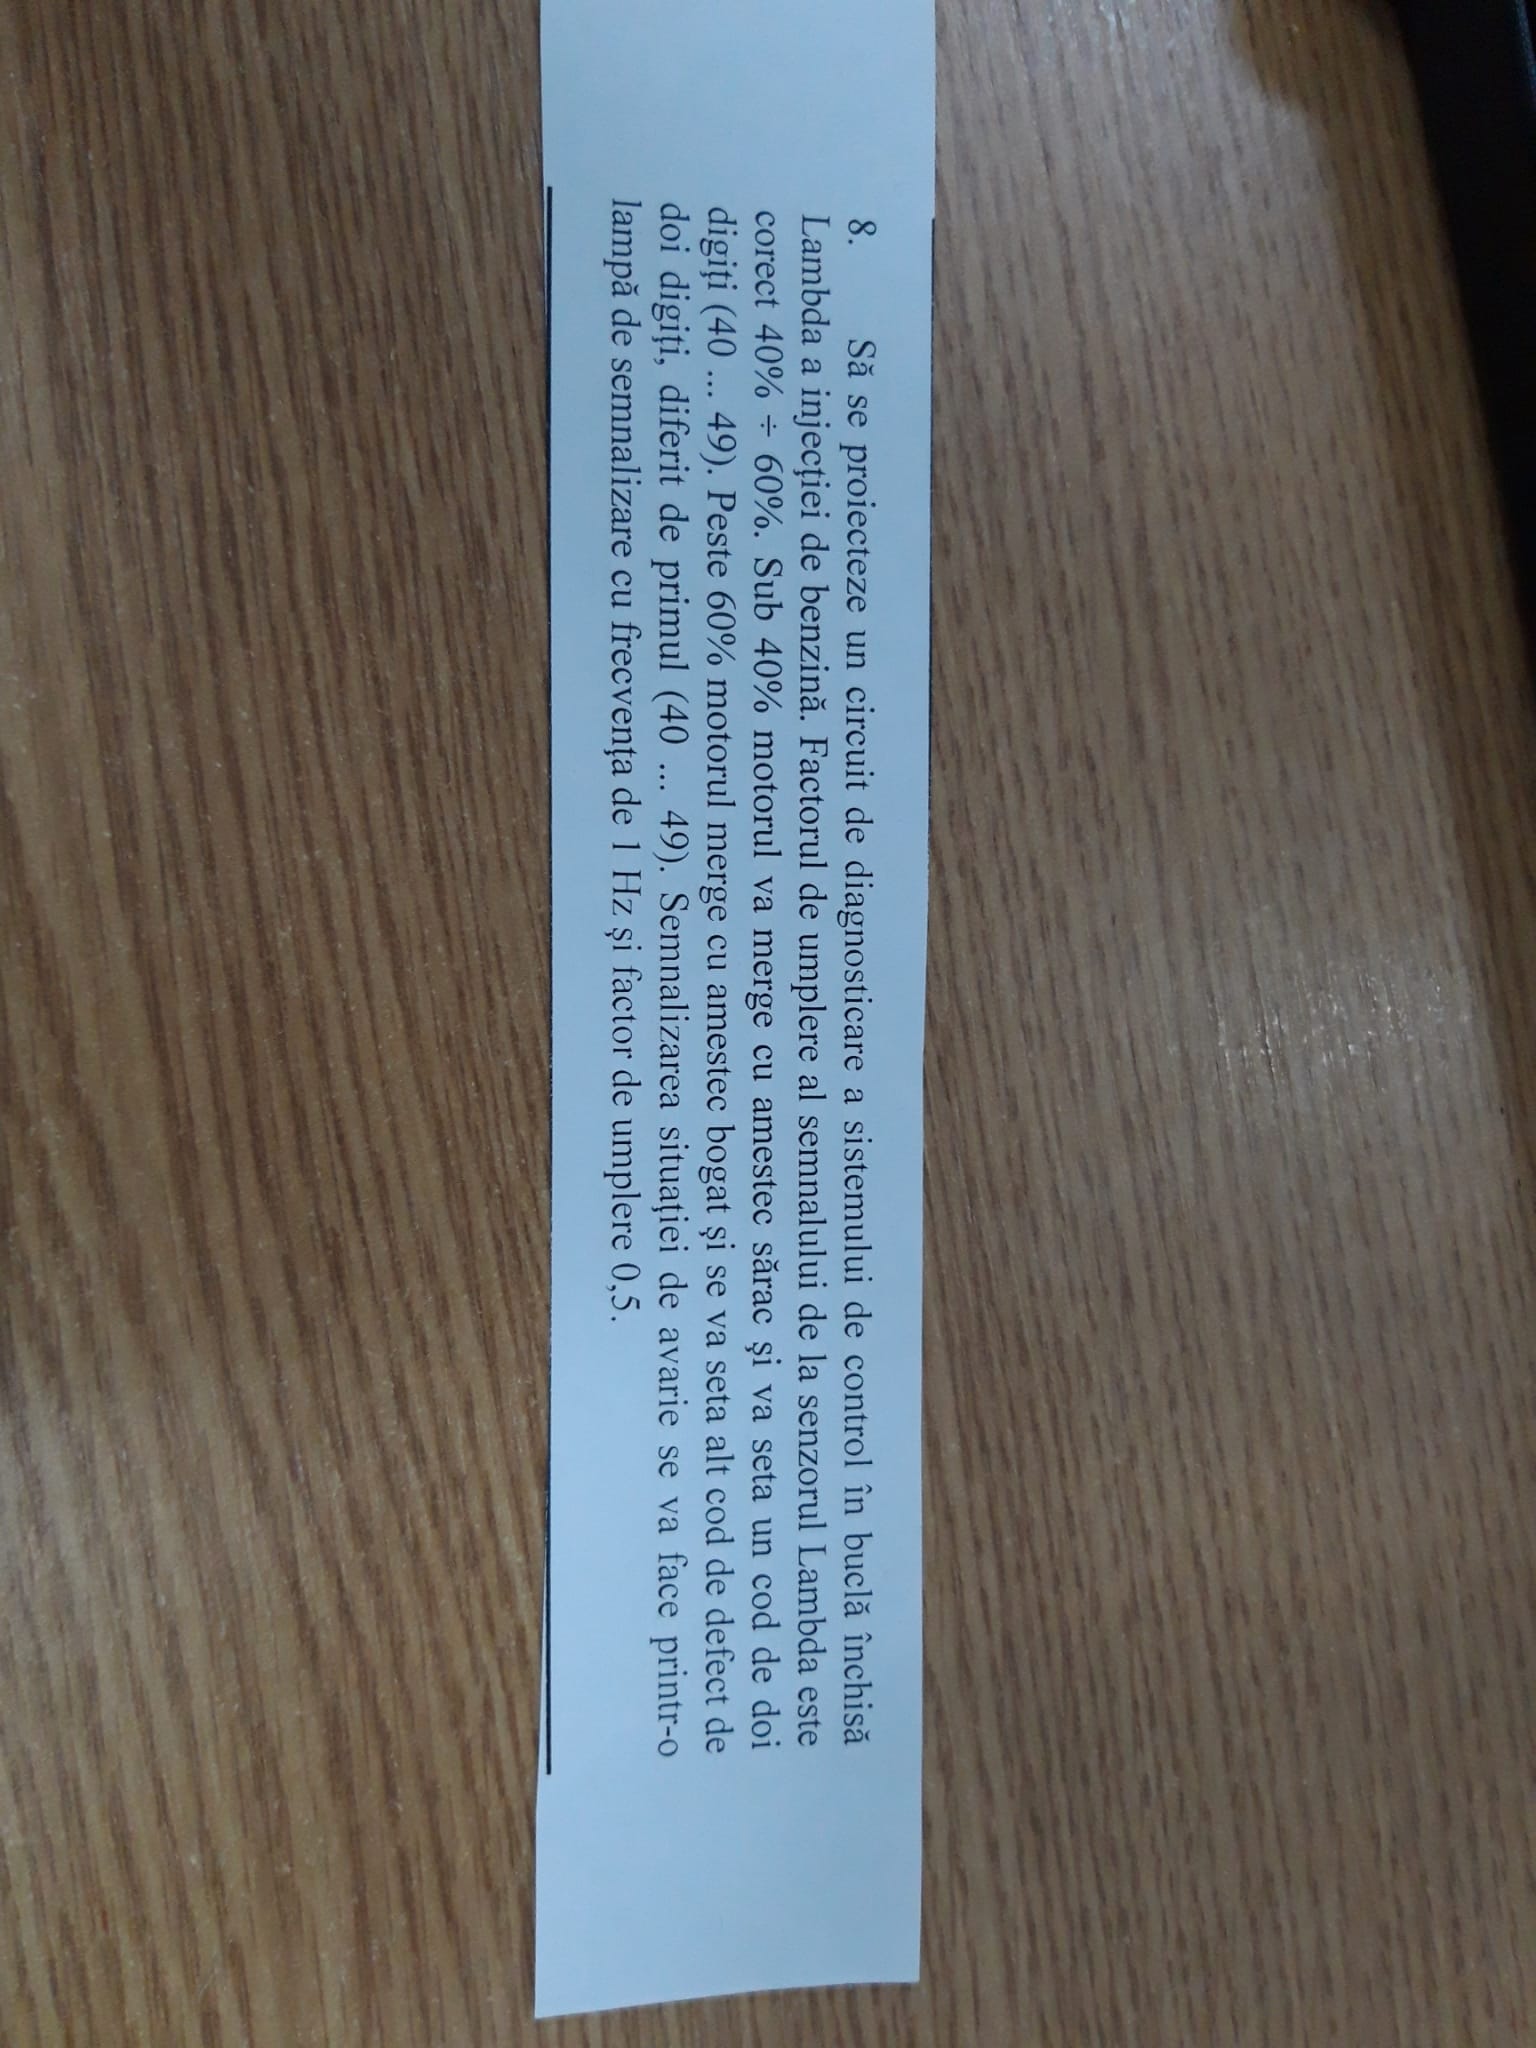 8. Să se proiecteze un circuit de diagnosticare a sistemului de control în buclă închisă
Lambda a injecţiei de benzină. Factorul de umplere al semnalului de la senzorul Lambda este
corect 40% ÷ 60%. Sub 40% motorul va merge cu amestec sărac şi va seta un cod de doi
digiţi (40 ... 49). Peste 60% motorul merge cu amestec bogat şi se va seta alt cod de defect de
doi digiţi, diferit de primul (40 ... 49). Semnalizarea situaţiei de avarie se va face printr-o
lampă de semnalizare cu frecvenţa de 1 Hz şi factor de umplere 0,5.